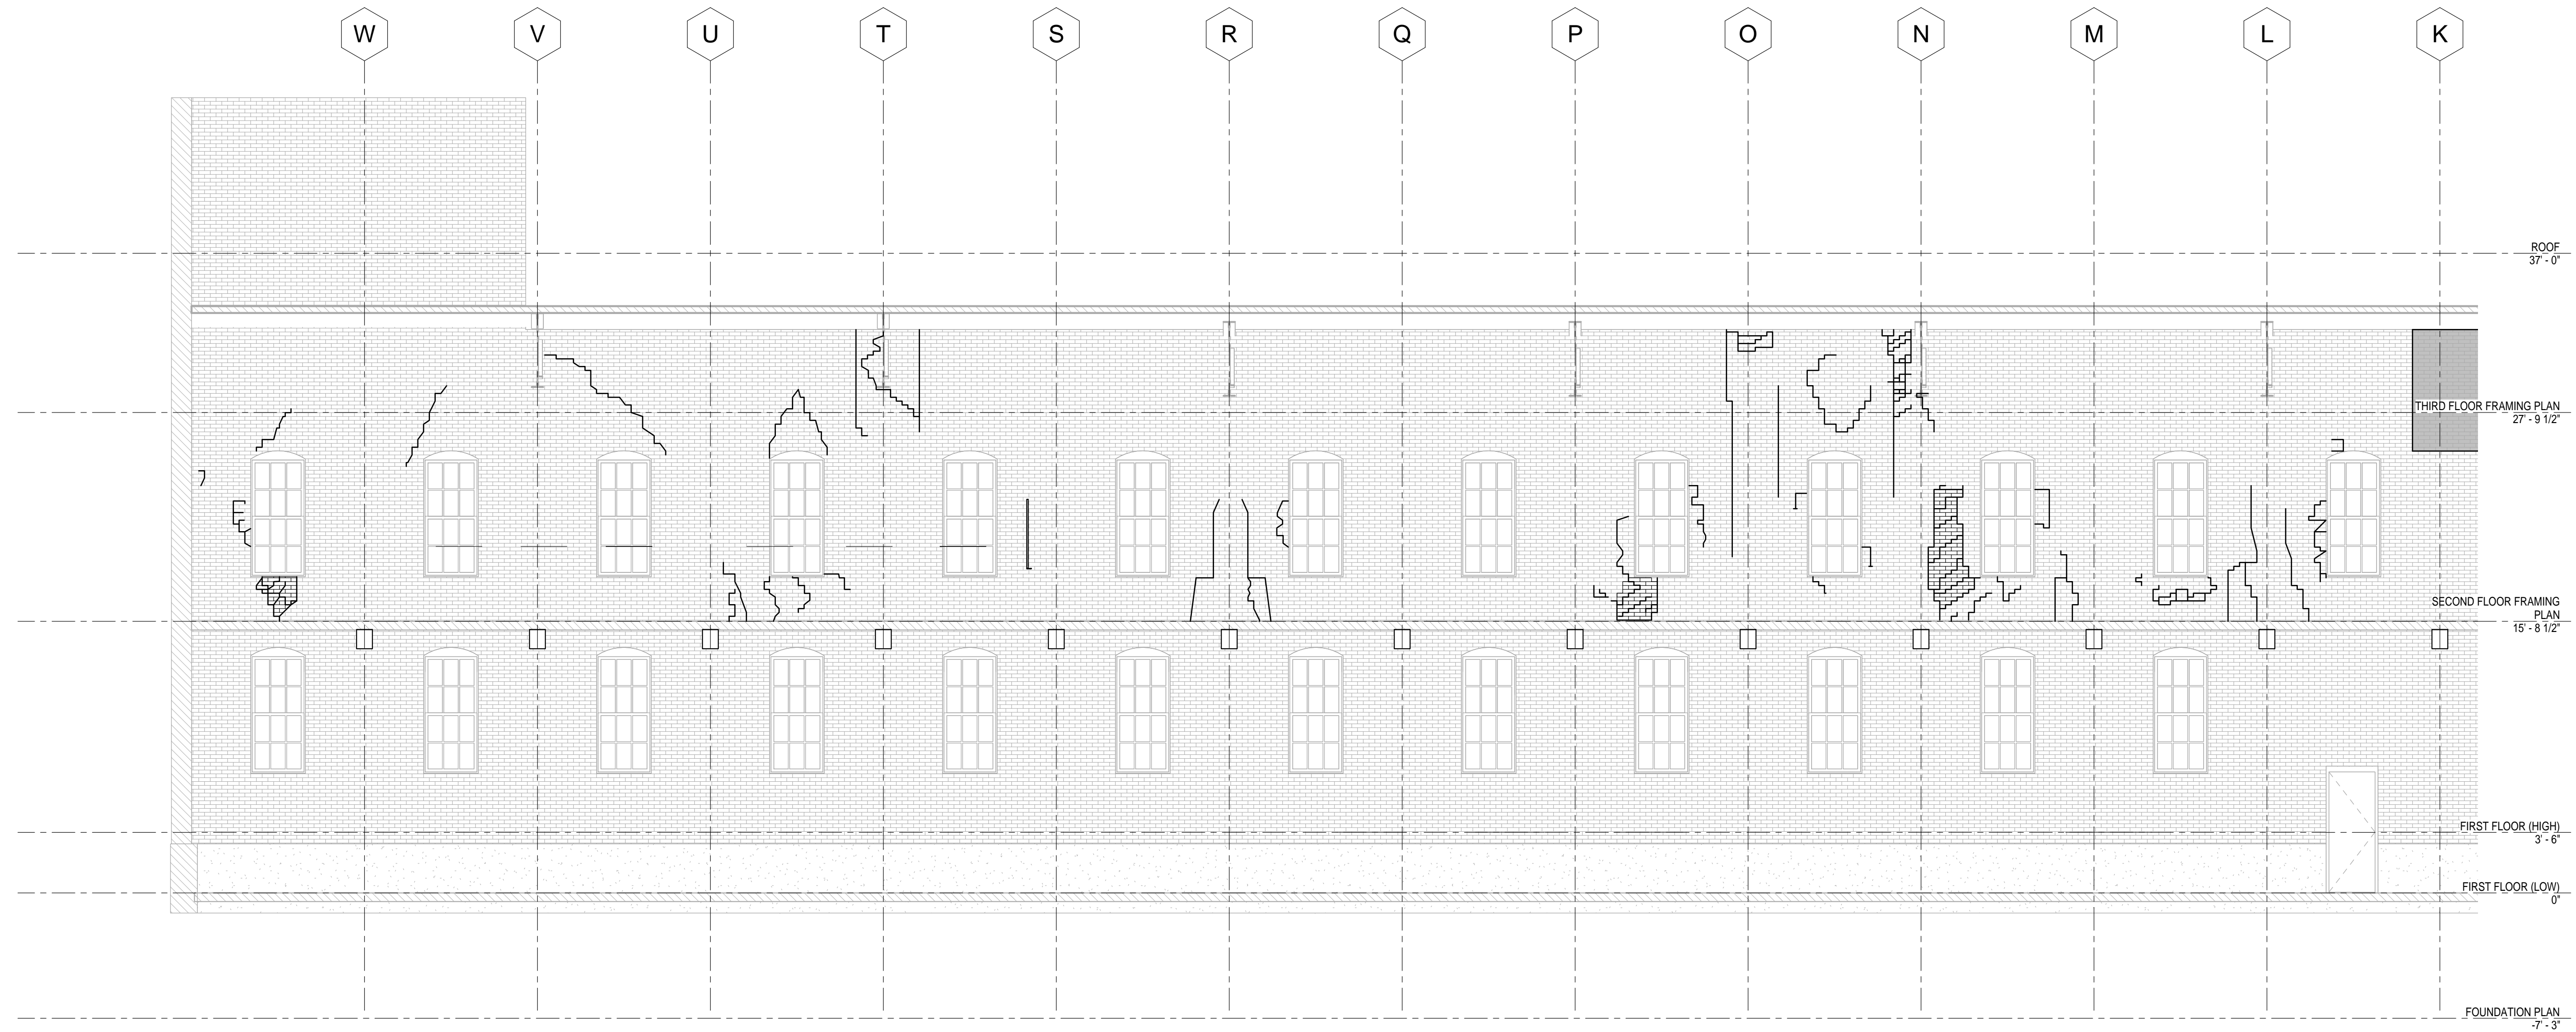 W
V
U
T
S
R
Q
P
O
N
M
L
K
ROOF
37' - 0"
THIRD FLOOR FRAMING PLAN
27' - 9 1/2"
SECOND FLOOR FRAMING
PLAN
15' - 8 1/2"
FIRST FLOOR (HIGH)
3' - 6"
FIRST FLOOR (LOW)
0"
FOUNDATION PLAN
-7' - 3"